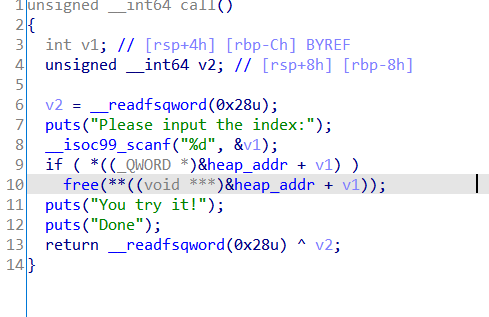 1 unsigned __int64 call()
2 {
3   int v1; // [rsp+4h] [rbp-Ch] BYREF
4   unsigned __int64 v2; // [rsp+8h] [rbp-8h]
5
6   v2 = __readfsqword(0x28u);
7   puts("Please input the index:");
8   __isoc99_scanf("%d", &v1);
9   if ( *((_QWORD *)&heap_addr + v1) )
10     free(**((void ***)&heap_addr + v1));
11   puts("You try it!");
12   puts("Done");
13   return __readfsqword(0x28u) ^ v2;
14 }